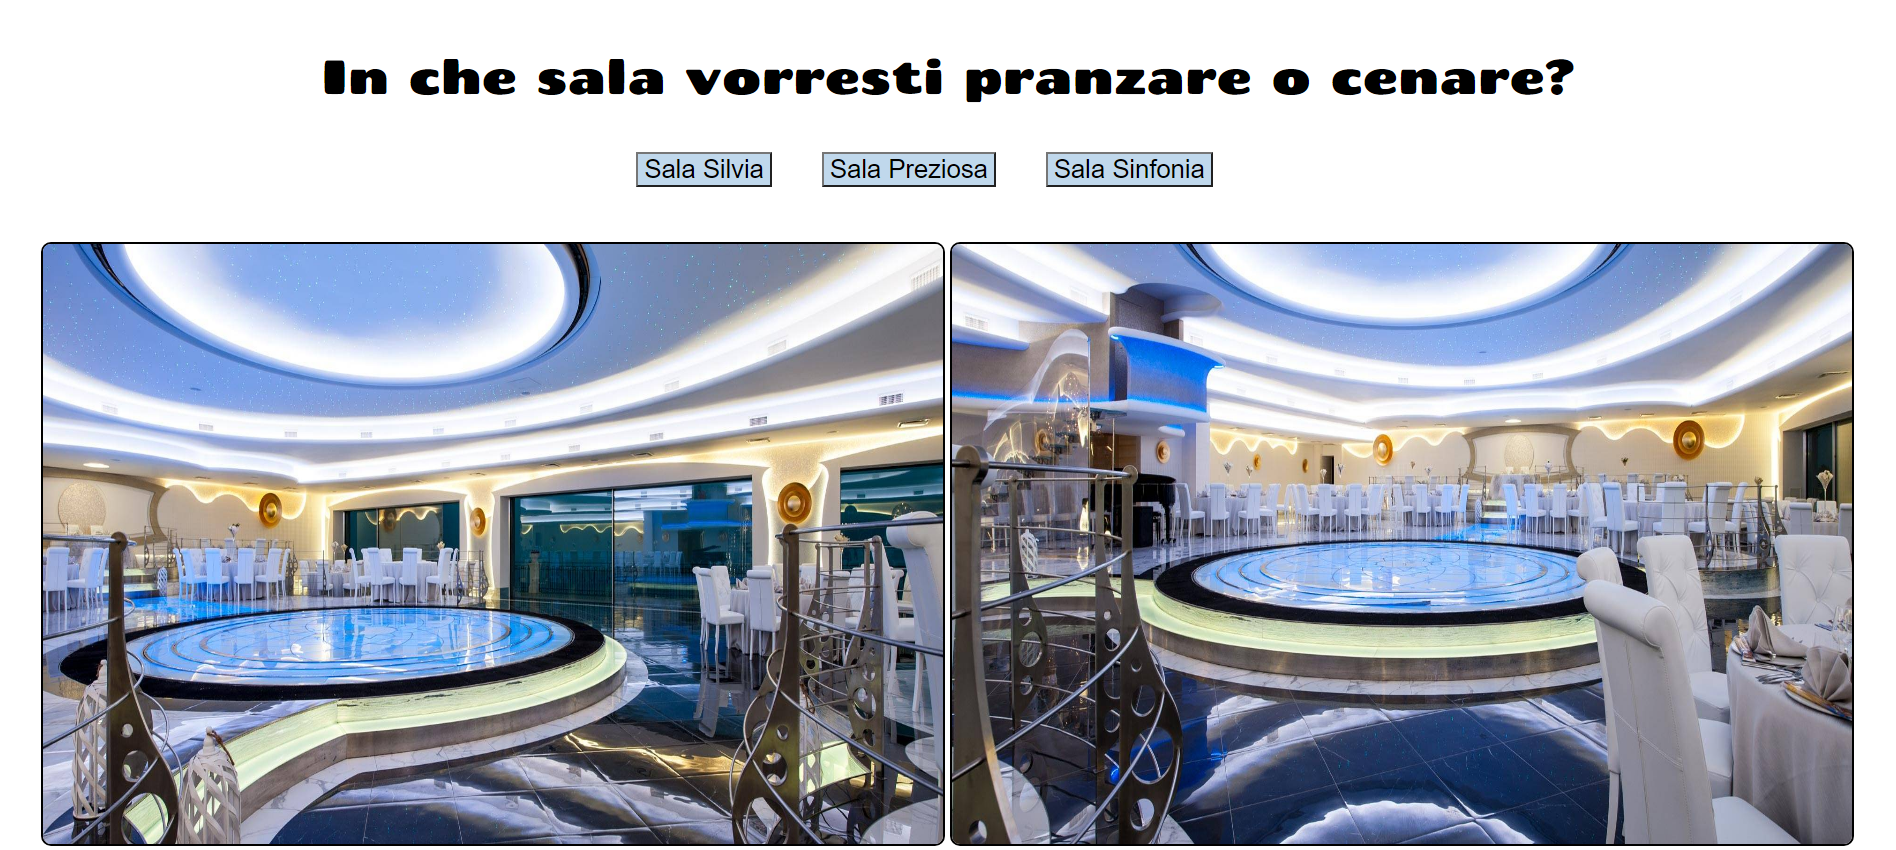 In che sala vorresti pranzare o cenare?
Sala Silvia
Sala Preziosa
Sala Sinfonia